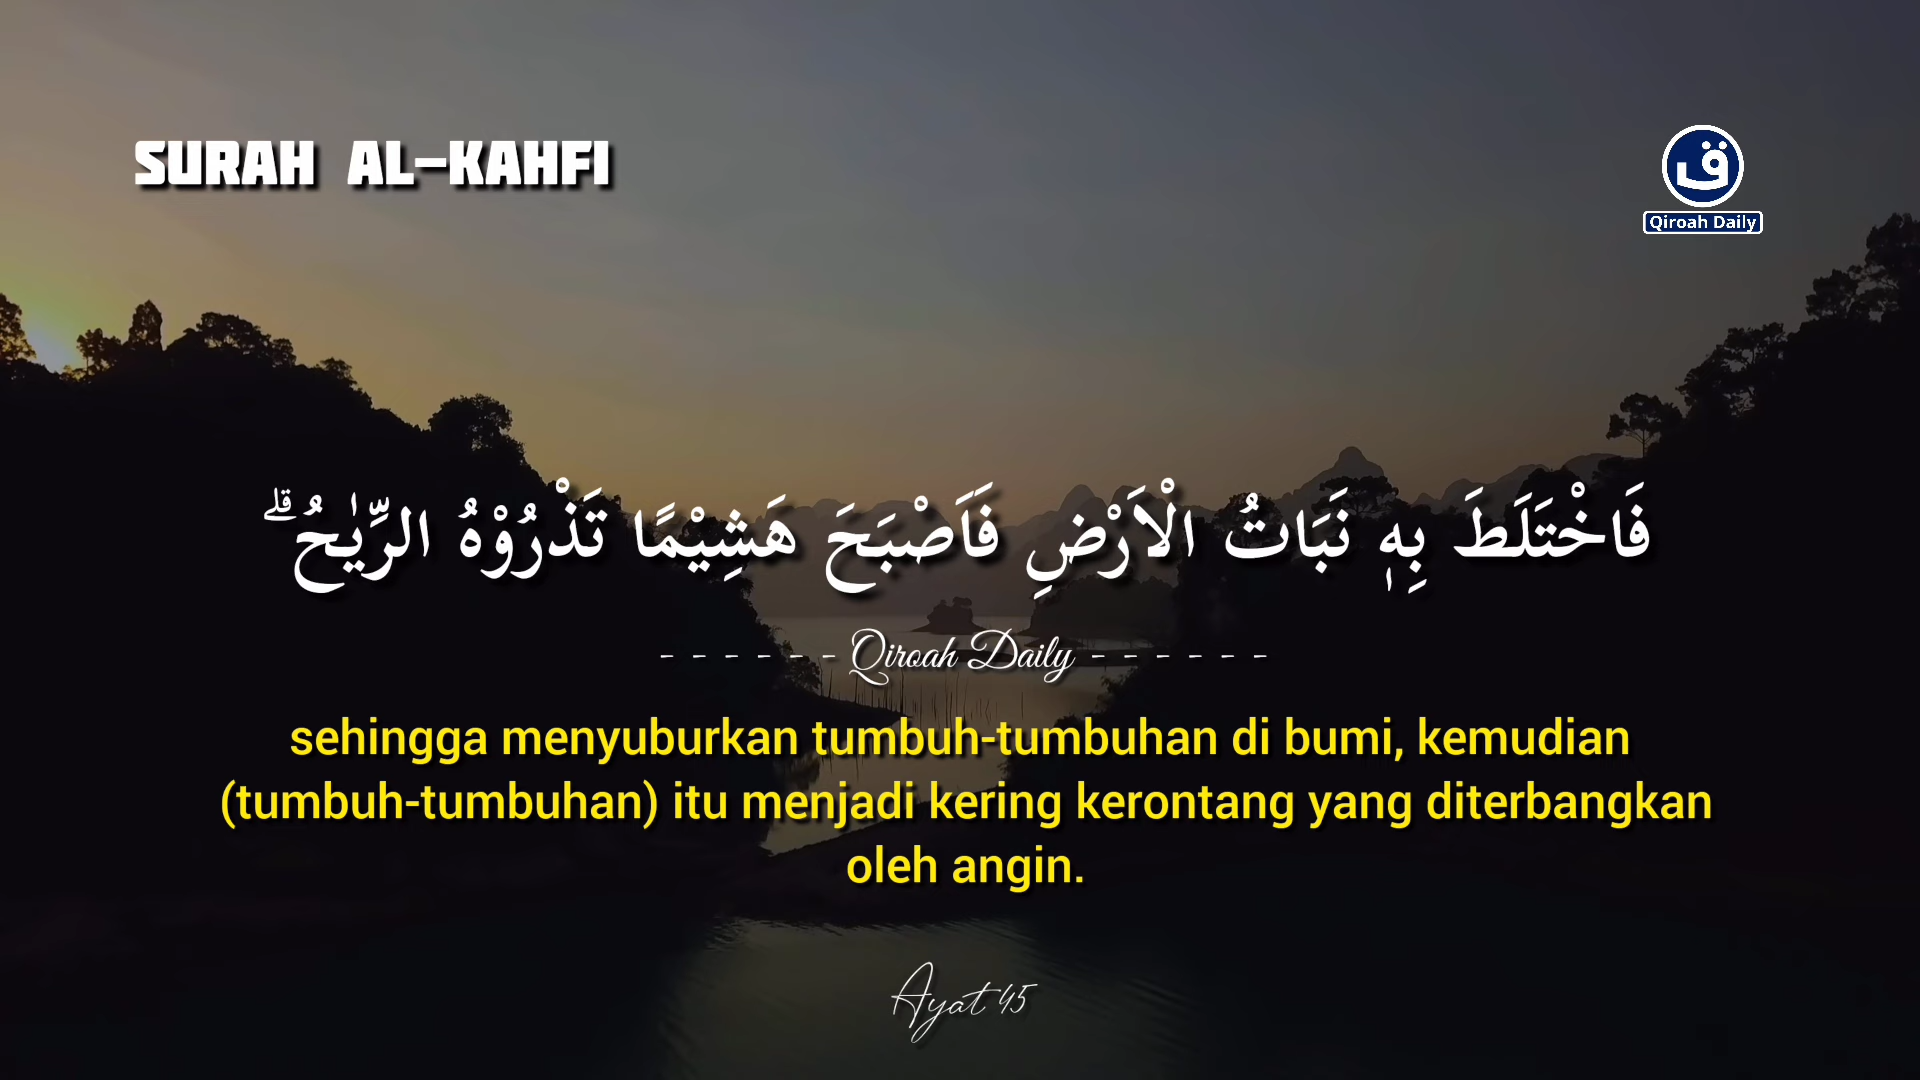 SURAH AL-KAHFI
ق
Qiroah Daily
فَاخْتَلَطَ بِهٖ نَبَاتُ الْاَرْضِ فَاَصْبَحَ هَشِيْمًا تَذْرُوْهُ الرِّيٰحُ ۗ
- - - - - - Qiroah Daily - - - - - -
sehingga menyuburkan tumbuh-tumbuhan di bumi, kemudian
(tumbuh-tumbuhan) itu menjadi kering kerontang yang diterbangkan
oleh angin.
Ayat 45